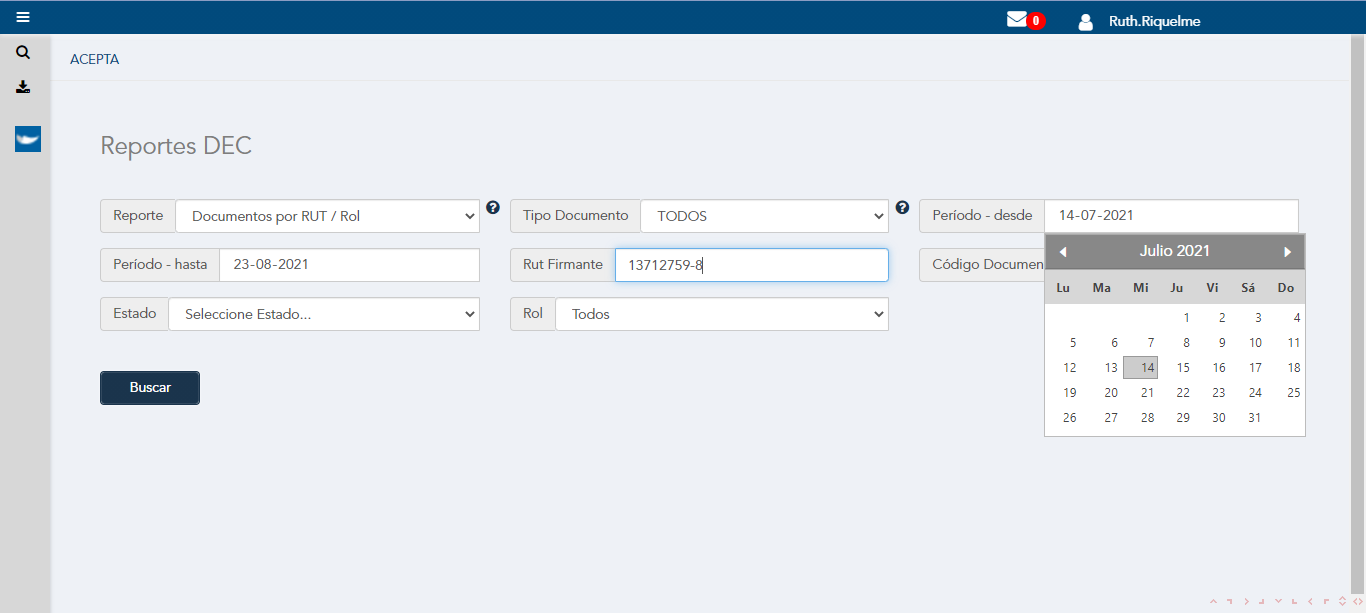 0 Ruth.Riquelme
ACEPTA
Reportes DEC
Reporte Documentos por RUT / Rol ? Tipo Documento TODOS ? Período - desde 14-07-2021
Período - hasta 23-08-2021 Rut Firmante 13712759-8 Código Documen
Estado Seleccione Estado... Rol Todos
Buscar
Julio 2021
Lu Ma Mi Ju Vi Sá Do
1 2 3 4
5 6 7 8 9 10 11
12 13 14 15 16 17 18
19 20 21 22 23 24 25
26 27 28 29 30 31